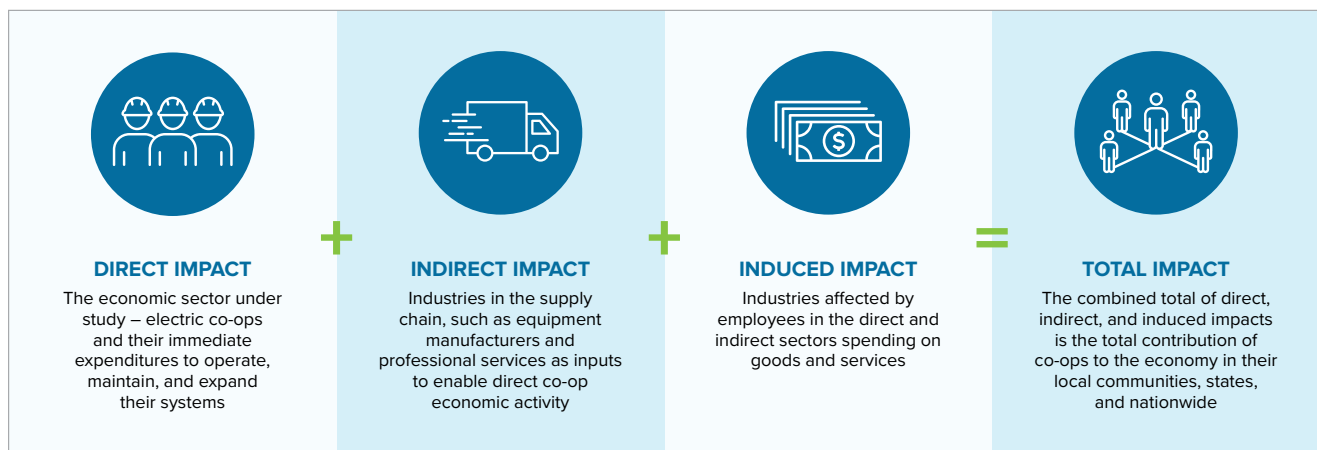 DIRECT IMPACT
The economic sector under
study – electric co-ops
and their immediate
expenditures to operate,
maintain, and expand
their systems
+
INDIRECT IMPACT
Industries in the supply
chain, such as equipment
manufacturers and
professional services as inputs
to enable direct co-op
economic activity
+
$
INDUCED IMPACT
Industries affected by
employees in the direct and
indirect sectors spending on
goods and services
=
TOTAL IMPACT
The combined total of direct,
indirect, and induced impacts
is the total contribution of
co-ops to the economy in their
local communities, states,
and nationwide